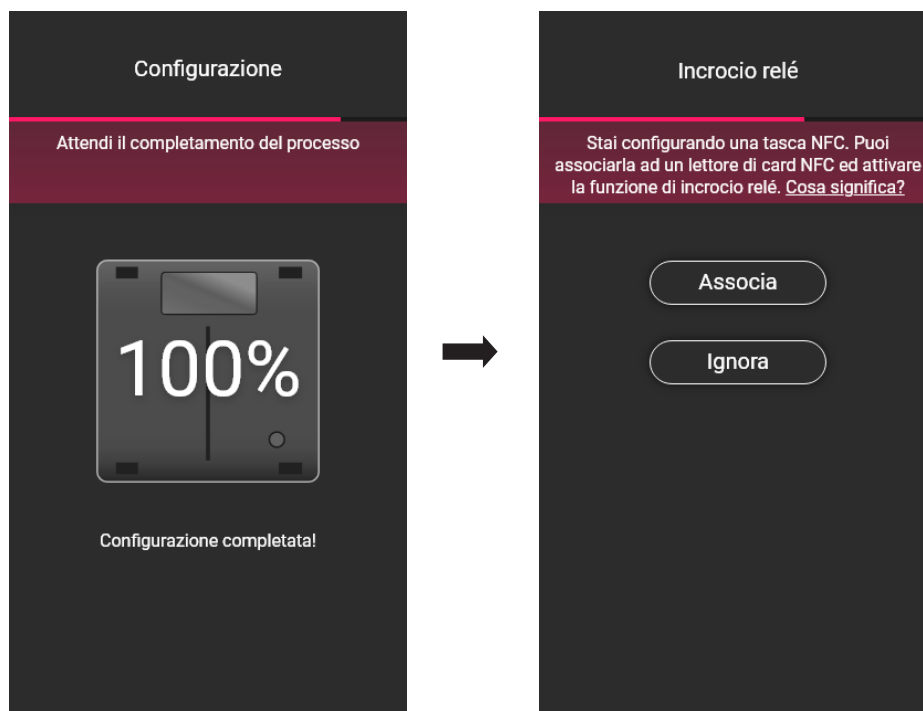 Configurazione
Attendi il completamento del processo
100%
Configurazione completata!
Incrocio relé
Stai configurando una tasca NFC. Puoi
associarla ad un lettore di card NFC ed attivare
la funzione di incrocio relé. Cosa significa?
Associa
Ignora